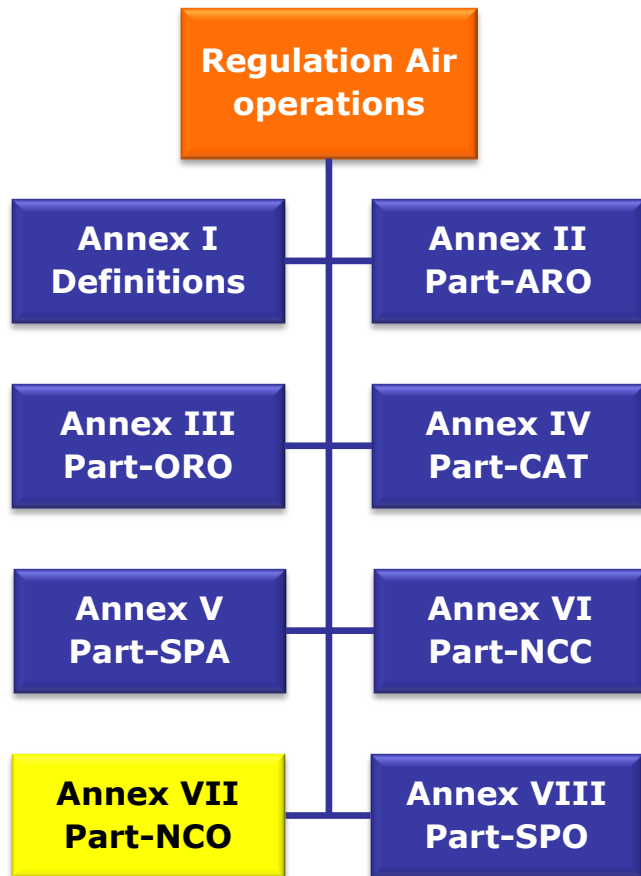 Regulation Air
operations
Annex I
Definitions
Annex II
Part-ARO
Annex III
Part-ORO
Annex IV
Part-CAT
Annex V
Part-SPA
Annex VI
Part-NCC
Annex VII
Part-NCO
Annex VIII
Part-SPO